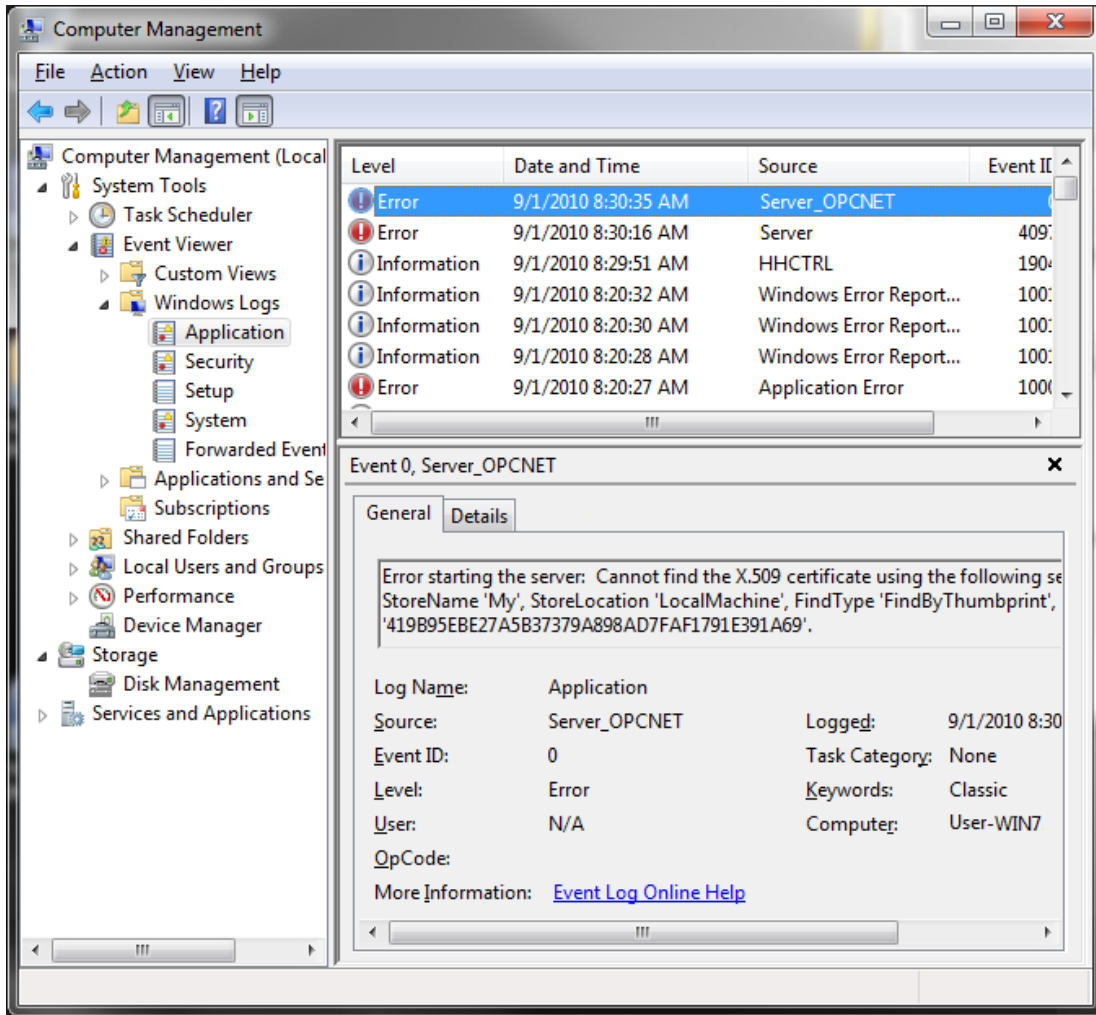 Computer Management
File Action View Help
Computer Management (Local
System Tools
Task Scheduler
Event Viewer
Custom Views
Windows Logs
Application
Security
Setup
System
Forwarded Event
Applications and Se
Subscriptions
Shared Folders
Local Users and Groups
Performance
Device Manager
Storage
Disk Management
Services and Applications
Level Date and Time Source Event ID
Error 9/1/2010 8:30:35 AM Server_OPCNET
Error 9/1/2010 8:30:16 AM Server 4097
Information 9/1/2010 8:29:51 AM HHCTRL 1904
Information 9/1/2010 8:20:32 AM Windows Error Report... 1001
Information 9/1/2010 8:20:30 AM Windows Error Report... 1001
Information 9/1/2010 8:20:28 AM Windows Error Report... 1001
Error 9/1/2010 8:20:27 AM Application Error 1000
Event 0, Server_OPCNET
General Details
Error starting the server: Cannot find the X.509 certificate using the following se
StoreName 'My', StoreLocation 'LocalMachine', FindType 'FindByThumbprint',
'419B95EBE27A5B37379A898AD7FAF1791E391A69'.
Log Name: Application
Source: Server_OPCNET Logged: 9/1/2010 8:30
Event ID: 0 Task Category: None
Level: Error Keywords: Classic
User: N/A Computer: User-WIN7
OpCode:
More Information: Event Log Online Help